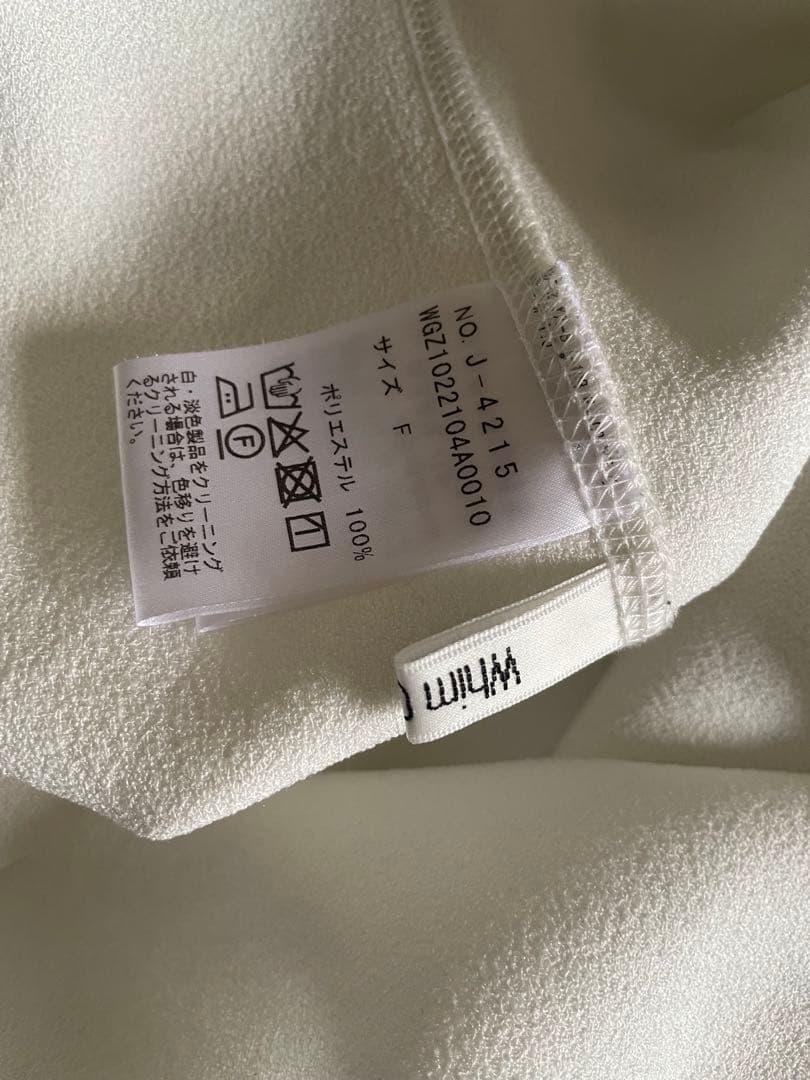 NO. J-4215
WGZ1022104A0010
サイズ F
ポリエステル 100%
F
白・淡色製品をクリーニング
される場合は、色移りを避け
るクリーニング方法をご依頼
ください。
Whim